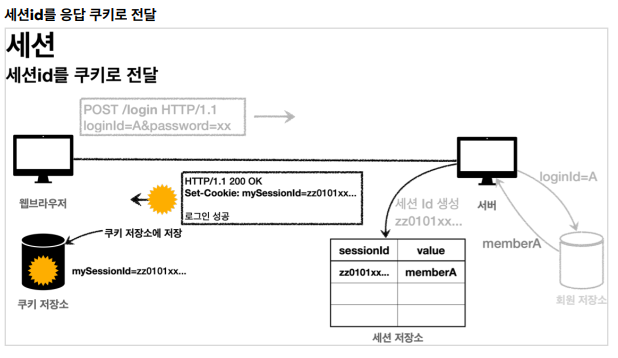 세션id를 응답 쿠키로 전달
세션
세션id를 쿠키로 전달
POST /login HTTP/1.1
loginId=A&password=xx
HTTP/1.1 200 OK
Set-Cookie: mySessionId=zz0101xx...
로그인 성공
웹브라우저
서버
loginId=A
세션 Id 생성
zz0101xx...
memberA
쿠키 저장소에 저장
mySessionId=zz0101xx...
쿠키 저장소
sessionId value
zz0101xx... memberA
세션 저장소
회원 저장소